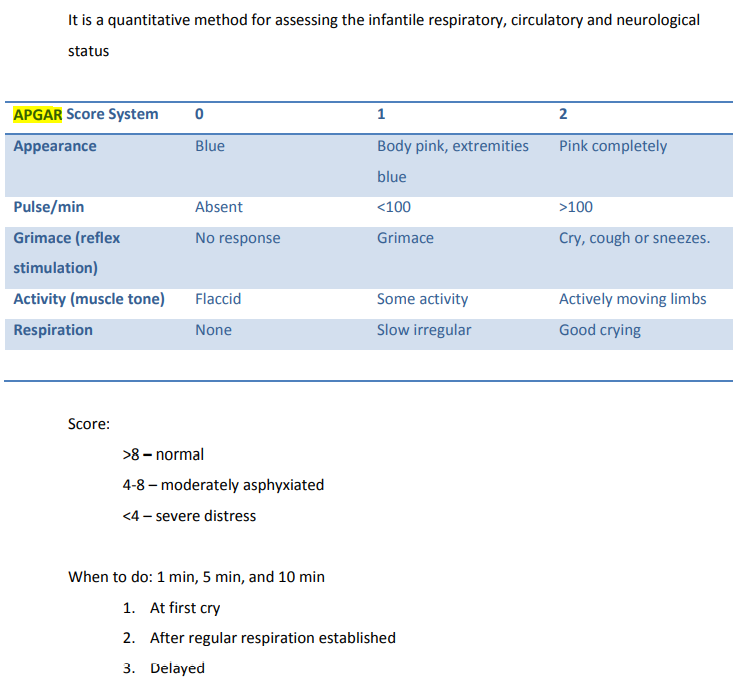 It is a quantitative method for assessing the infantile respiratory, circulatory and neurological
status
APGAR Score System 0 1 2
Appearance Blue Body pink, extremities Pink completely
blue
Pulse/min Absent <100 >100
Grimace (reflex No response Grimace Cry, cough or sneezes.
stimulation)
Activity (muscle tone) Flaccid Some activity Actively moving limbs
Respiration None Slow irregular Good crying
Score:
>8 – normal
4-8 – moderately asphyxiated
<4 – severe distress
When to do: 1 min, 5 min, and 10 min
1. At first cry
2. After regular respiration established
3. Delayed